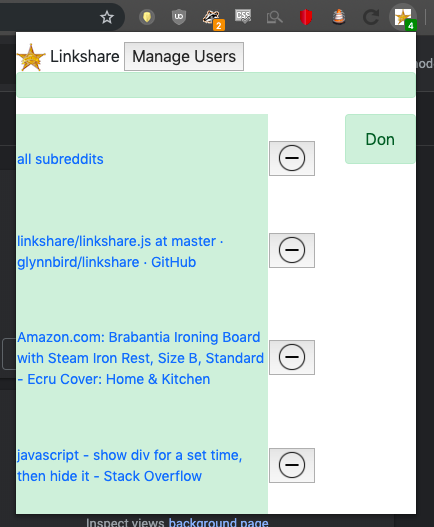 UD
2
CSS
4
Linkshare Manage Users
all subreddits
Don
linkshare/linkshare.js at master ·
glynnbird/linkshare · GitHub
Amazon.com: Brabantia Ironing Board
with Steam Iron Rest, Size B, Standard
- Ecru Cover: Home & Kitchen
javascript - show div for a set time,
then hide it - Stack Overflow
Inspect views background page